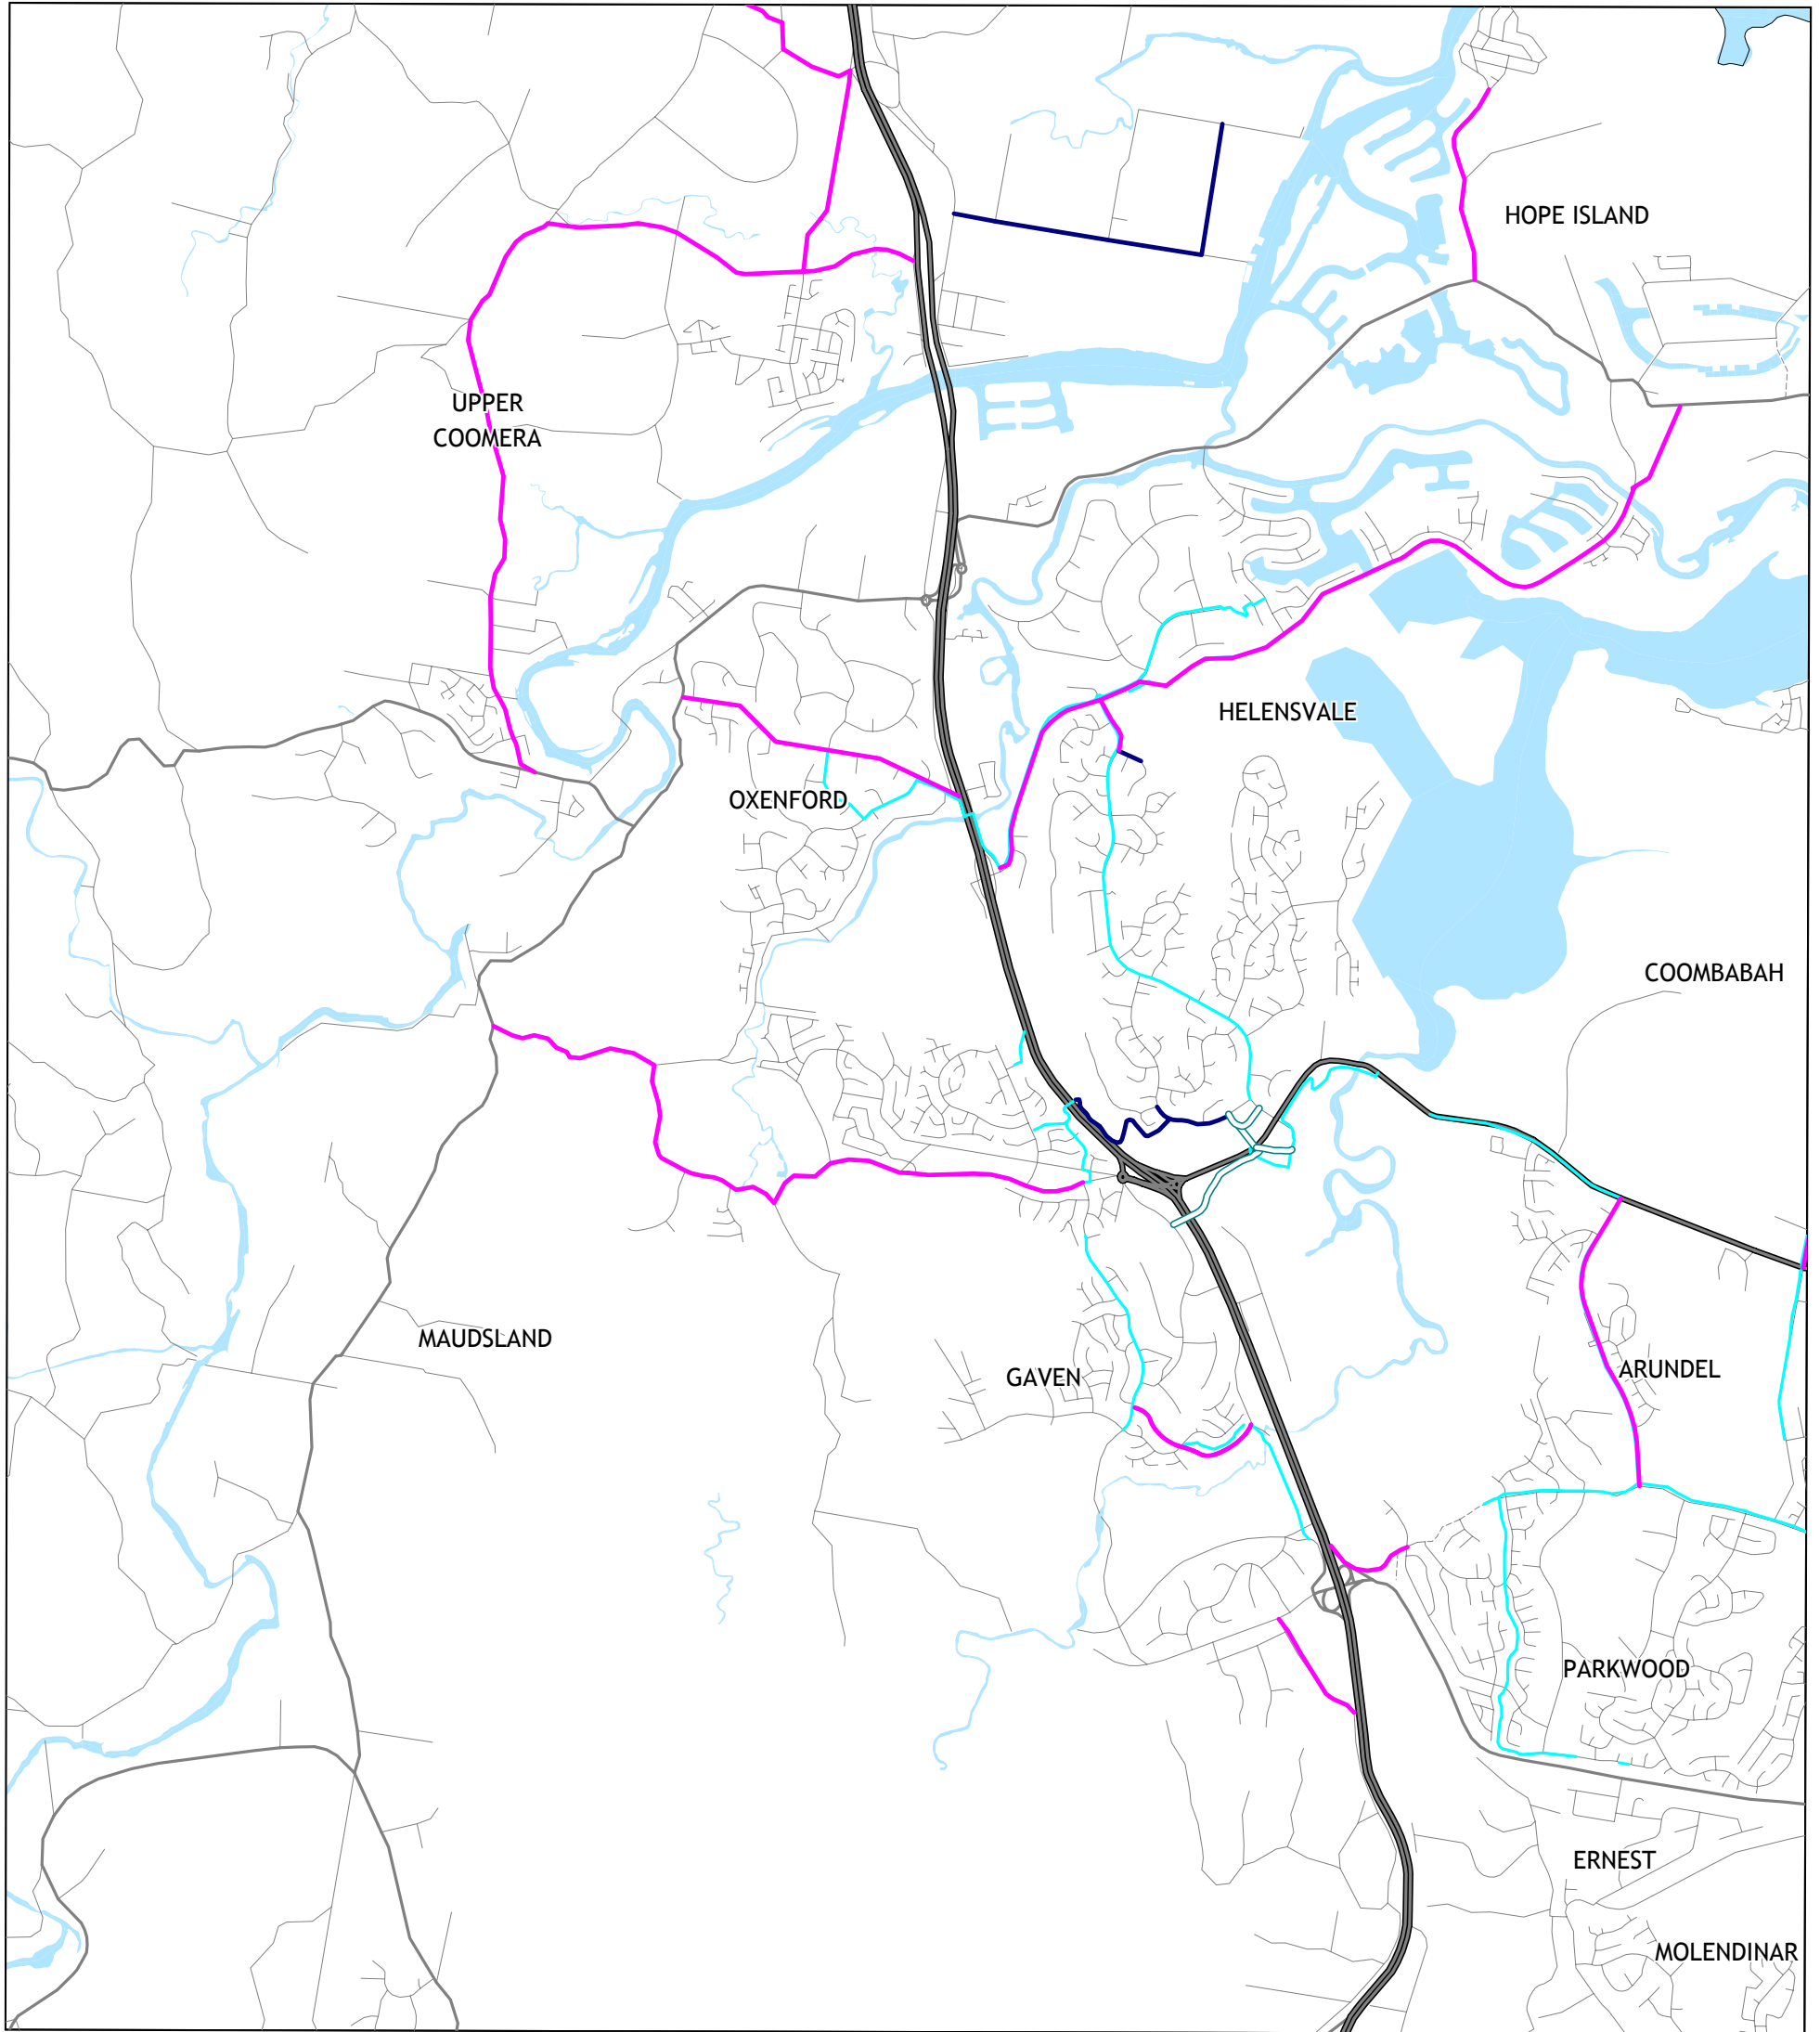 HOPE ISLAND
UPPER
COOMERA
HELENSVALE
OXENFORD
COOMBABAH
MAUDSLAND
GAVEN
ARUNDEL
PARKWOOD
ERNEST
MOLENDINAR